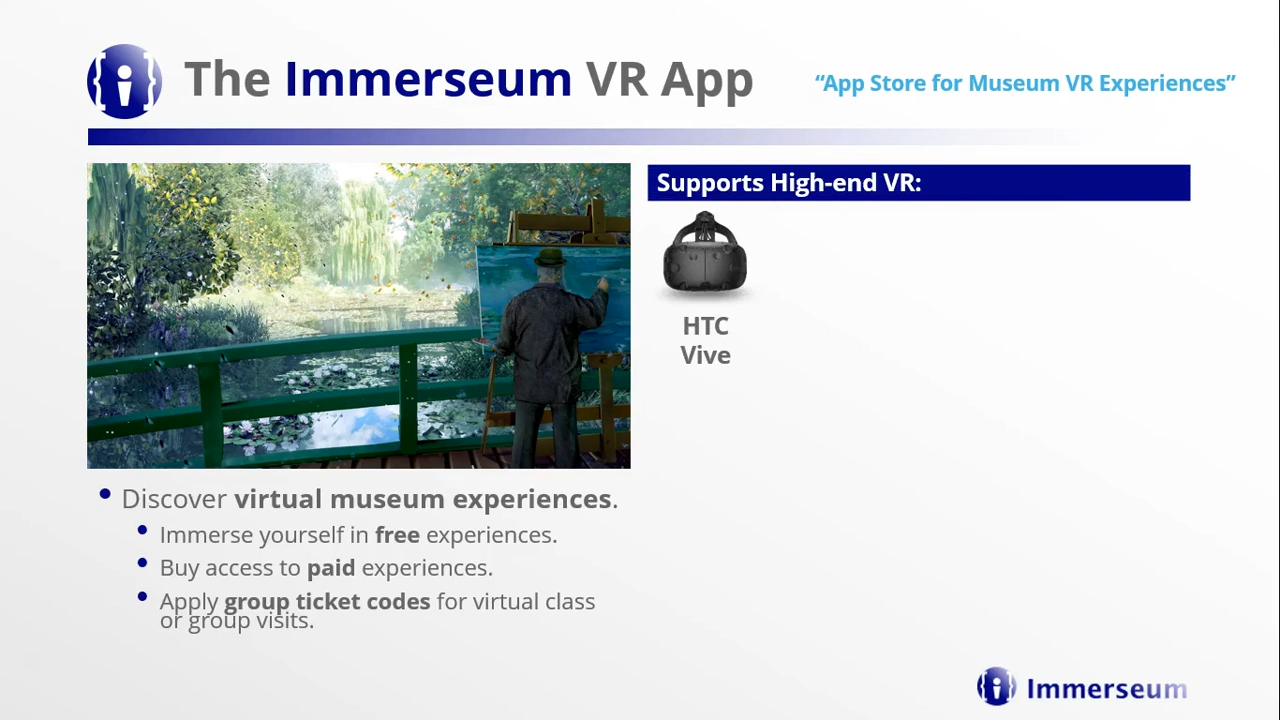 The Immerseum VR App
“App Store for Museum VR Experiences”
Supports High-end VR:
HTC
Vive
Discover virtual museum experiences.
Immerse yourself in free experiences.
Buy access to paid experiences.
Apply group ticket codes for virtual class
or group visits.
Immerseum